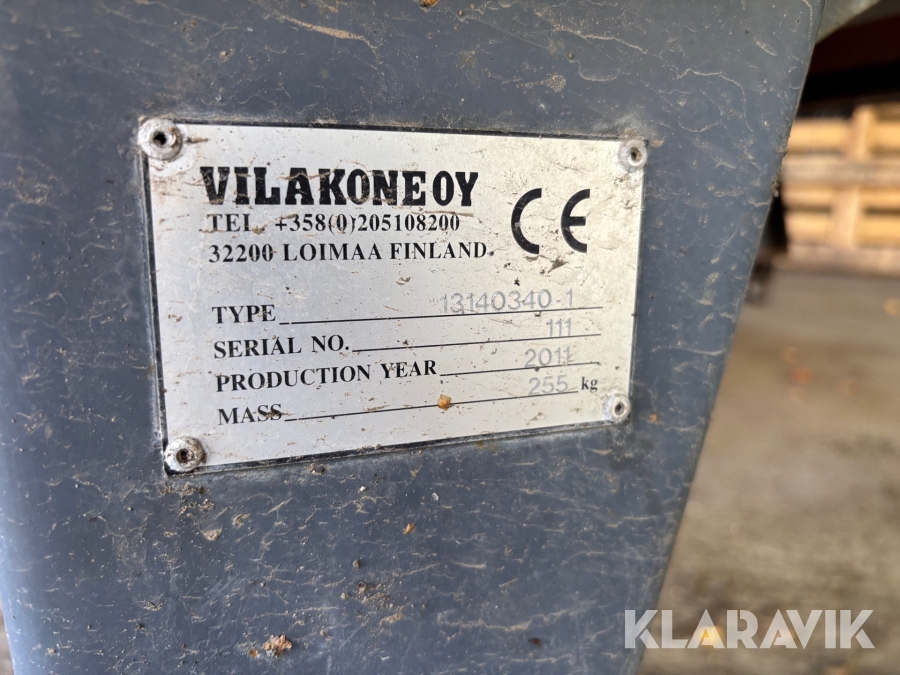 VILAKONE OY
TEL. +358(0)205108200
32200 LOIMAA FINLAND
CE
TYPE 13140340-1
SERIAL NO. 111
PRODUCTION YEAR 2011
MASS 255 kg
KLARAVIK